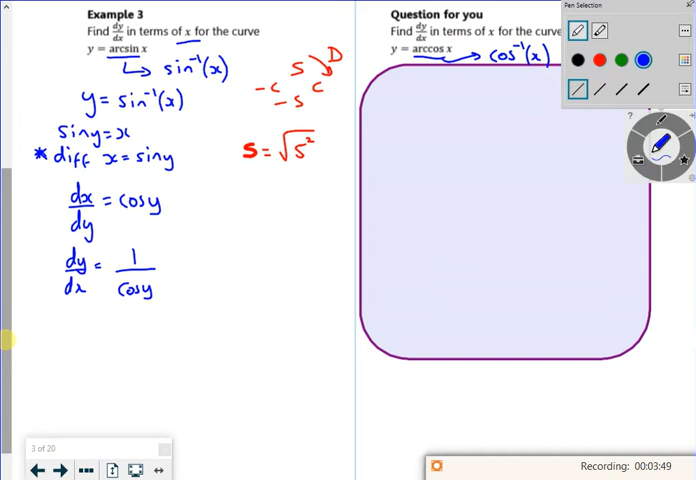 Example 3
Find dy/dx in terms of x for the curve
y = arcsin x
↳ sin⁻¹(x)
y = sin⁻¹(x)
siny = x
* diff x = siny
dx/dy = cosy
dy/dx = 1/cosy
S D
-C C
-S
S = √S²
Question for you
Find dy/dx in terms of x for the curve
y = arccos x → cos⁻¹(x)
Pen Selection
?
3 of 20
Recording: 00:03:49